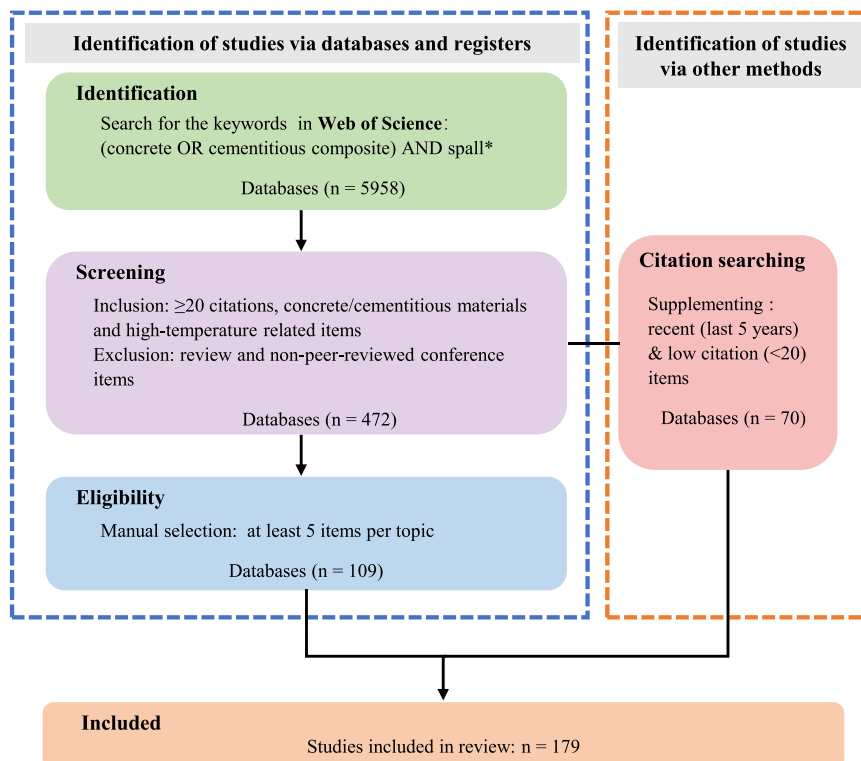 Identification of studies via databases and registers
Identification
Search for the keywords in Web of Science:
(concrete OR cementitious composite) AND spall*
Databases (n = 5958)
Screening
Inclusion: ≥20 citations, concrete/cementitious materials
and high-temperature related items
Exclusion: review and non-peer-reviewed conference
items
Databases (n = 472)
Eligibility
Manual selection: at least 5 items per topic
Databases (n = 109)
Identification of studies
via other methods
Citation searching
Supplementing :
recent (last 5 years)
& low citation (<20)
items
Databases (n = 70)
Included
Studies included in review: n = 179